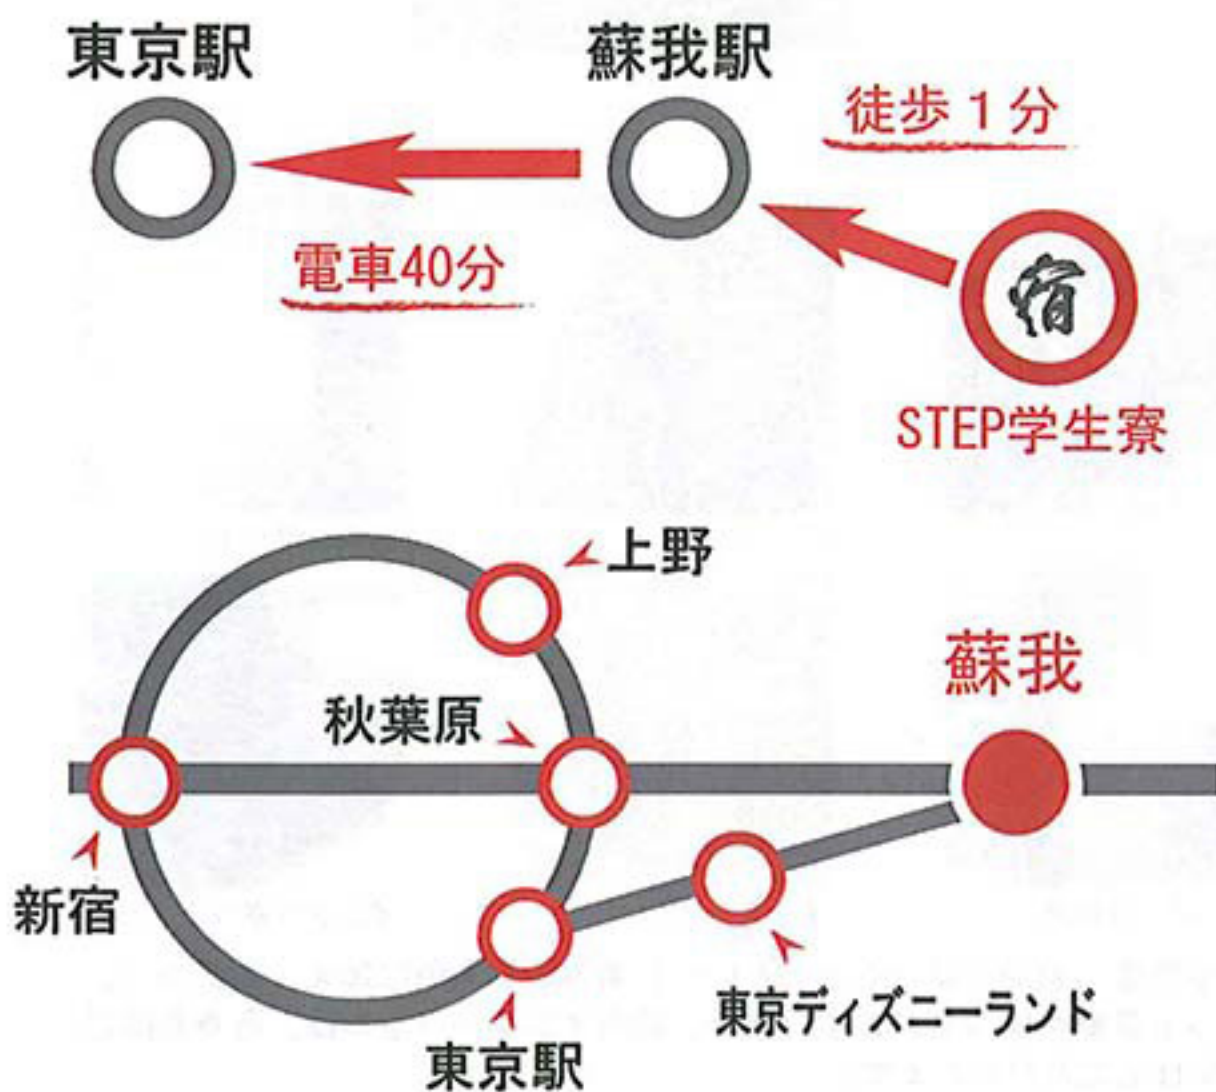 東京駅
蘇我駅
徒歩1分
電車40分
宿
STEP学生寮
上野
蘇我
秋葉原
新宿
東京ディズニーランド
東京駅